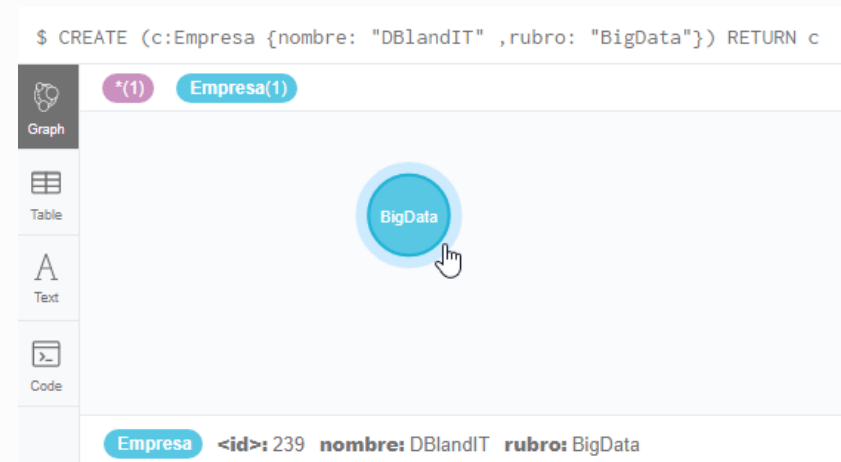 $ CREATE (c:Empresa {nombre: "DBlandIT" ,rubro: "BigData"}) RETURN c
*(1) Empresa(1)
Graph
Table
A
Text
Code
BigData
Empresa <id>: 239 nombre: DBlandIT rubro: BigData